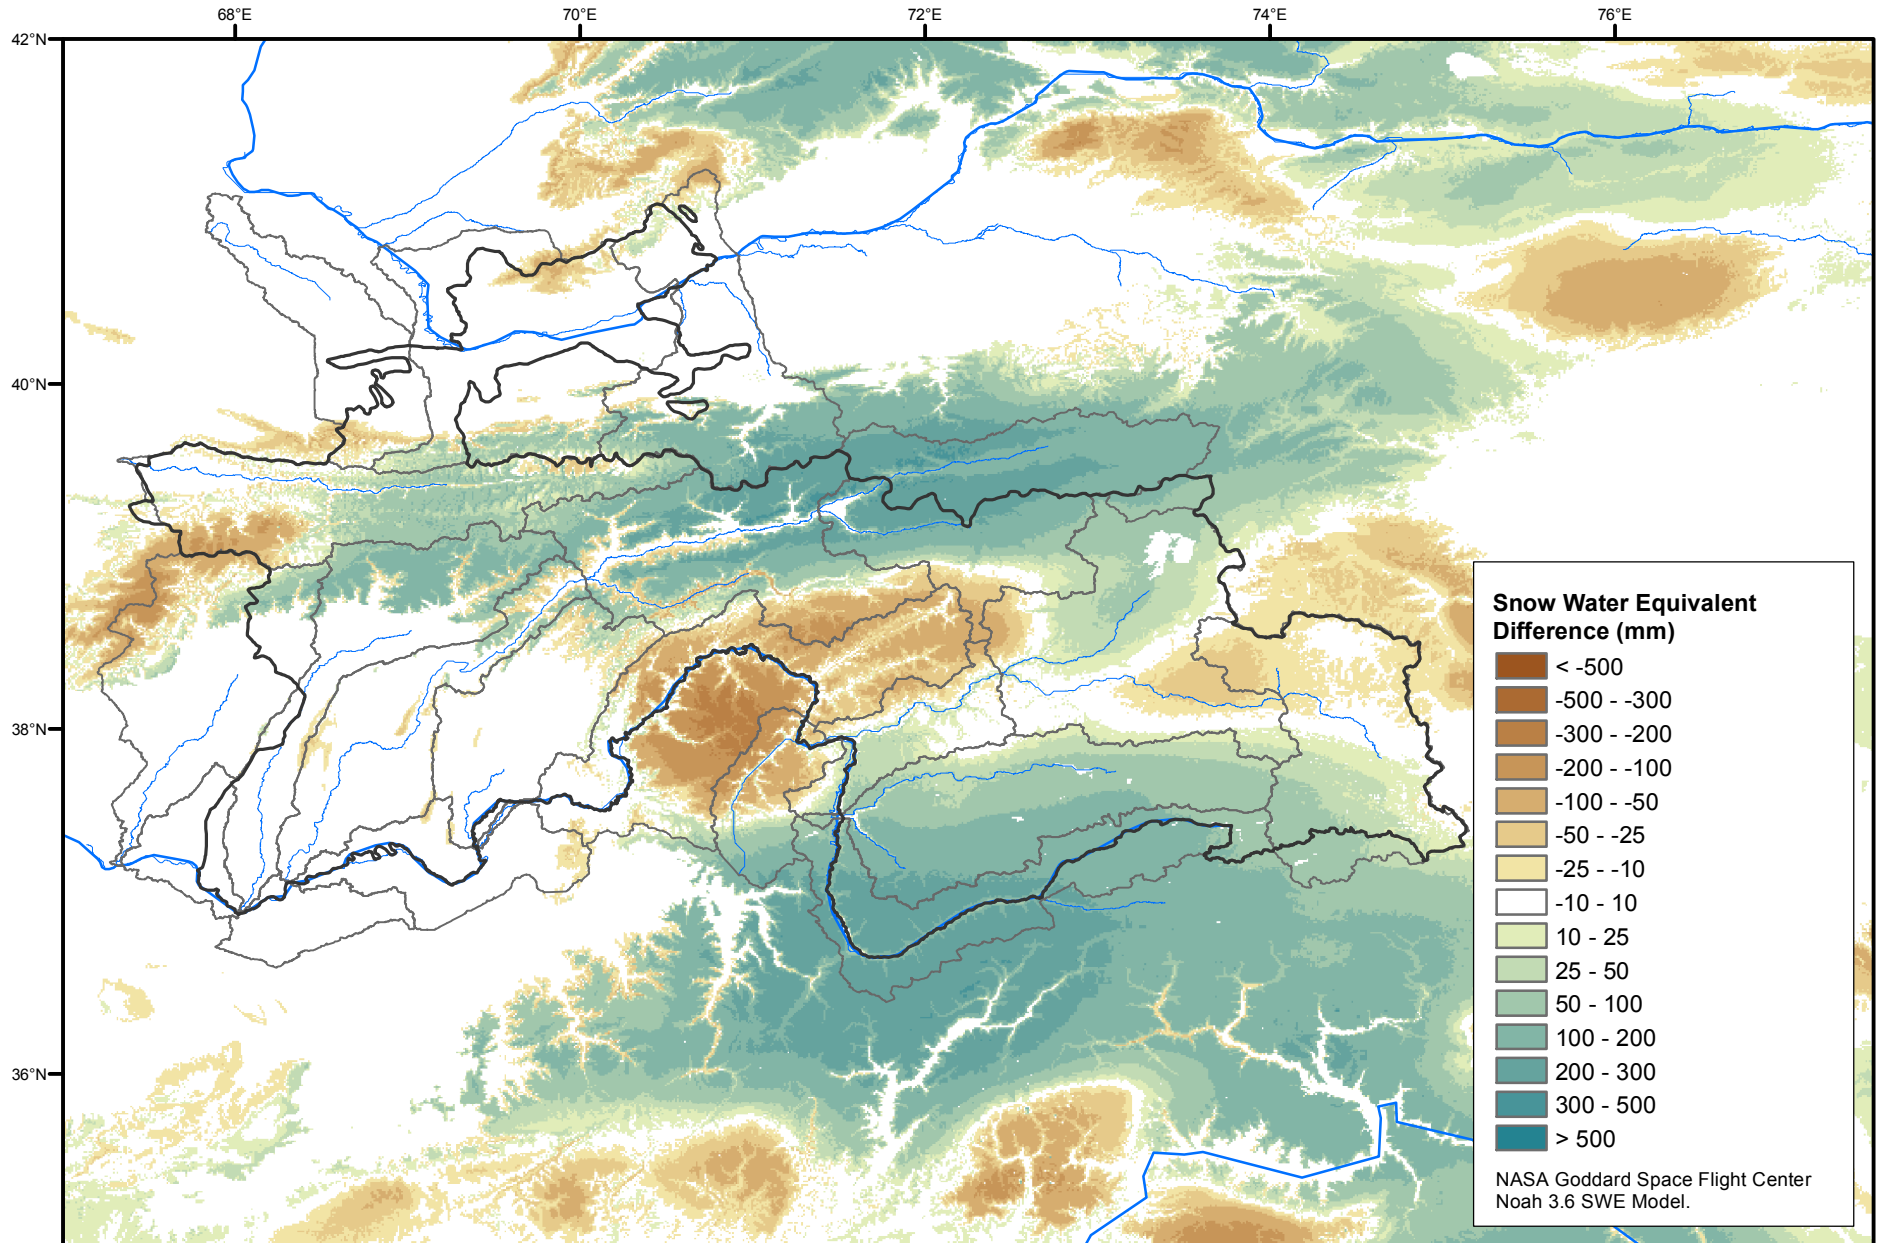 68°E 70°E 72°E 74°E 76°E
42°N
40°N
38°N
36°N
Snow Water Equivalent
Difference (mm)
< -500
-500 - -300
-300 - -200
-200 - -100
-100 - -50
-50 - -25
-25 - -10
-10 - 10
10 - 25
25 - 50
50 - 100
100 - 200
200 - 300
300 - 500
> 500
NASA Goddard Space Flight Center
Noah 3.6 SWE Model.